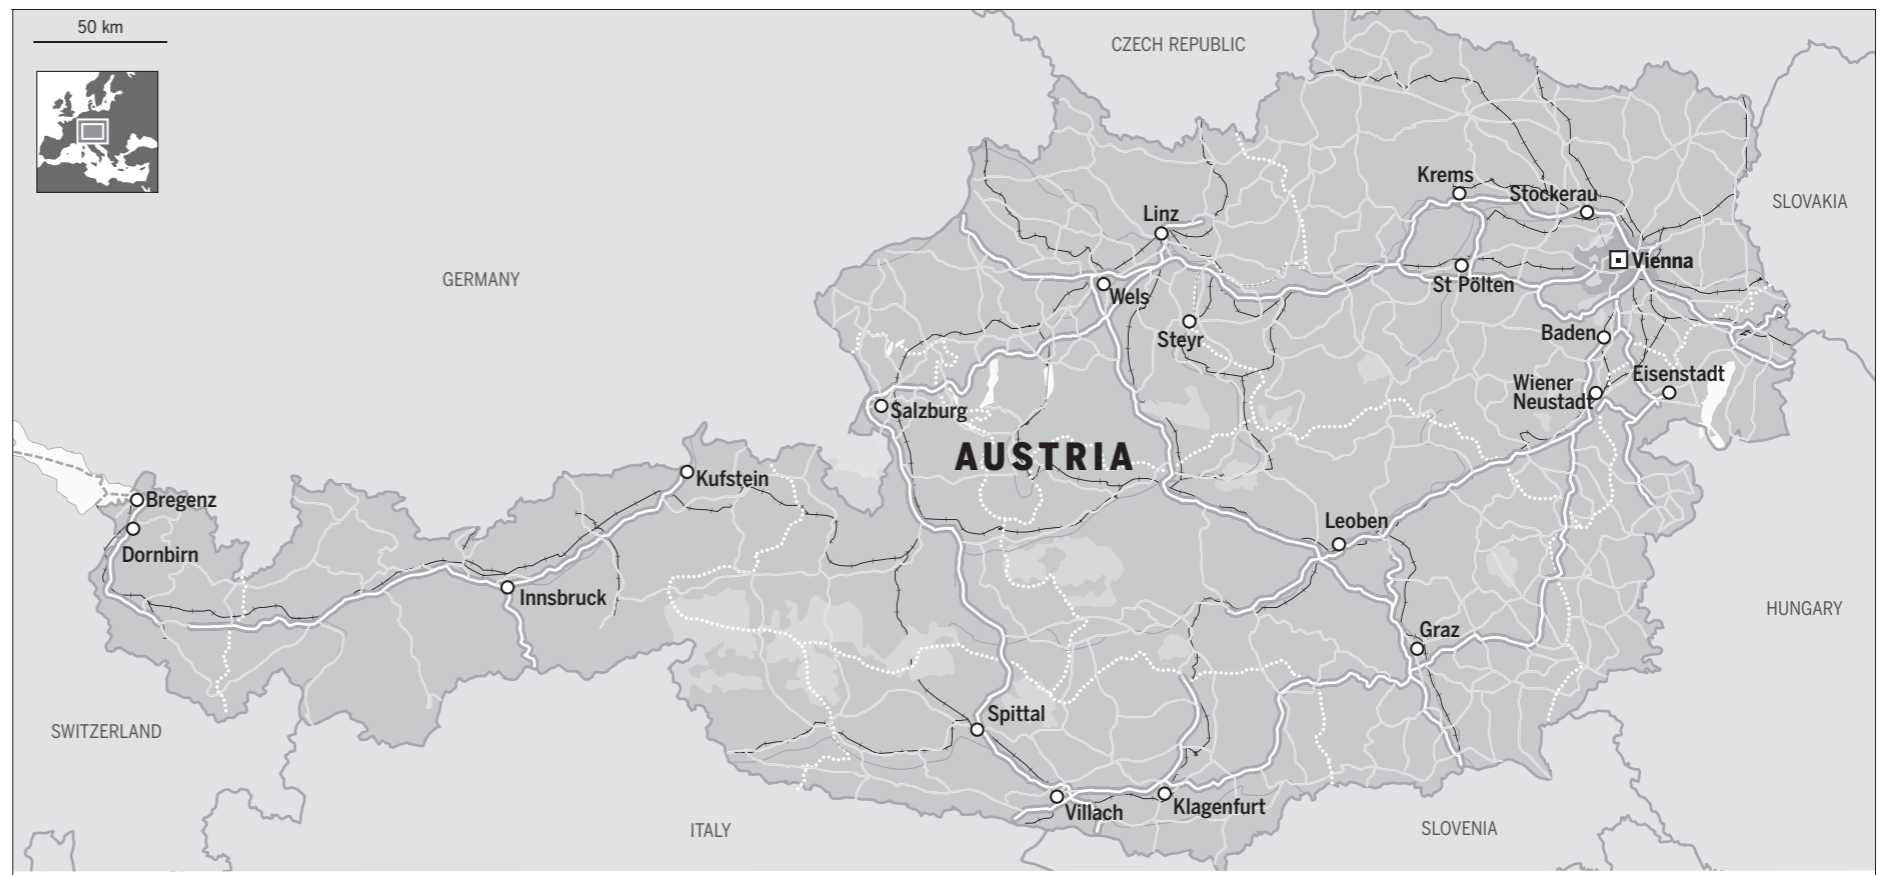 50 km
CZECH REPUBLIC
SLOVAKIA
GERMANY
Krems
Stockerau
Linz
Vienna
St Pölten
Wels
Steyr
Baden
Wiener
Neustadt
Eisenstadt
Salzburg
AUSTRIA
Kufstein
Bregenz
Dornbirn
Leoben
Innsbruck
HUNGARY
Graz
Spittal
SWITZERLAND
Villach
Klagenfurt
ITALY
SLOVENIA